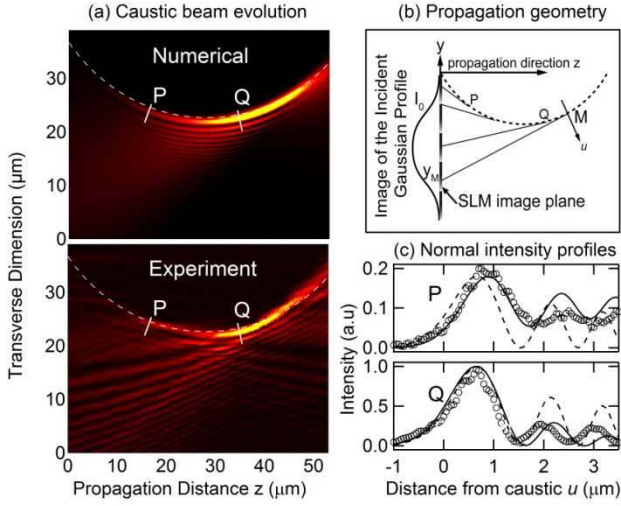 (a) Caustic beam evolution
Numerical
P
Q
30
20
10
0
Experiment
P
Q
30
20
10
0
0
10
20
30
40
50
Transverse Dimension (μm)
Propagation Distance z (μm)
(b) Propagation geometry
y
propagation direction z
I0
P
Q
M
u
yM
SLM image plane
Image of the Incident
Gaussian Profile
(c) Normal intensity profiles
0.2
0.1
0.0
P
1.0
0.5
0.0
Q
-1
0
1
2
3
Intensity (a.u)
Distance from caustic u (μm)